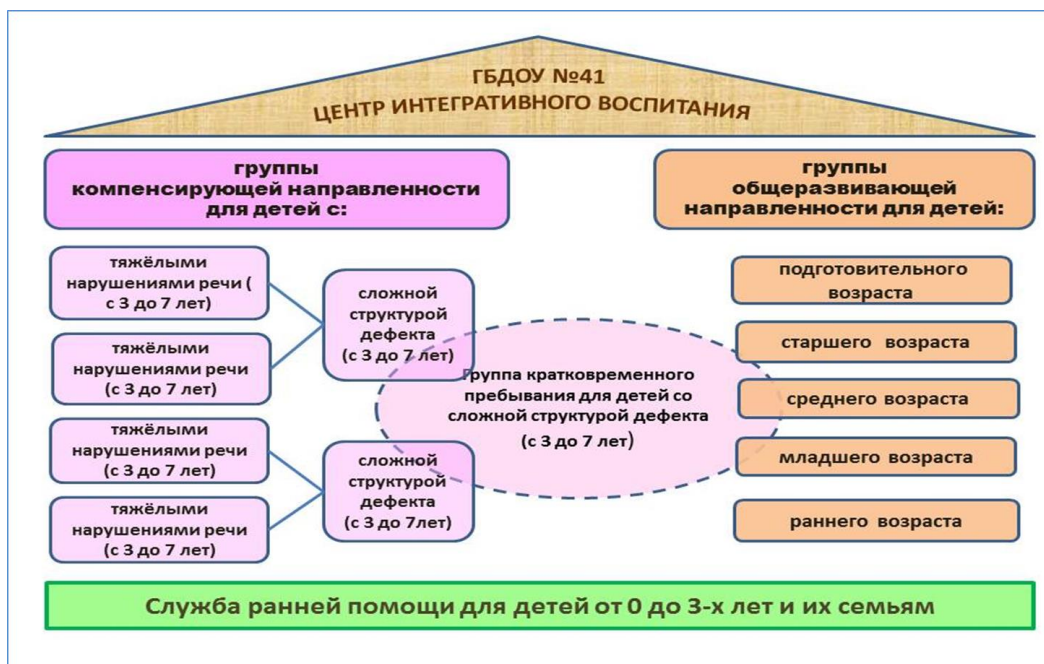 ГБДОУ №41
ЦЕНТР ИНТЕГРАТИВНОГО ВОСПИТАНИЯ
группы
компенсирующей направленности
для детей с:
группы
общеразвивающей
направленности для детей:
тяжёлыми
нарушениями речи (
с 3 до 7 лет)
тяжёлыми
нарушениями речи
(с 3 до 7 лет)
тяжёлыми
нарушениями речи
(с 3 до 7 лет)
тяжёлыми
нарушениями речи
(с 3 до 7 лет)
сложной
структурой
дефекта
(с 3 до 7 лет)
сложной
структурой
дефекта
(с 3 до 7лет)
Группа кратковременного
пребывания для детей со
сложной структурой дефекта
(с 3 до 7 лет)
подготовительного
возраста
старшего возраста
среднего возраста
младшего возраста
раннего возраста
Служба ранней помощи для детей от 0 до 3-х лет и их семьям